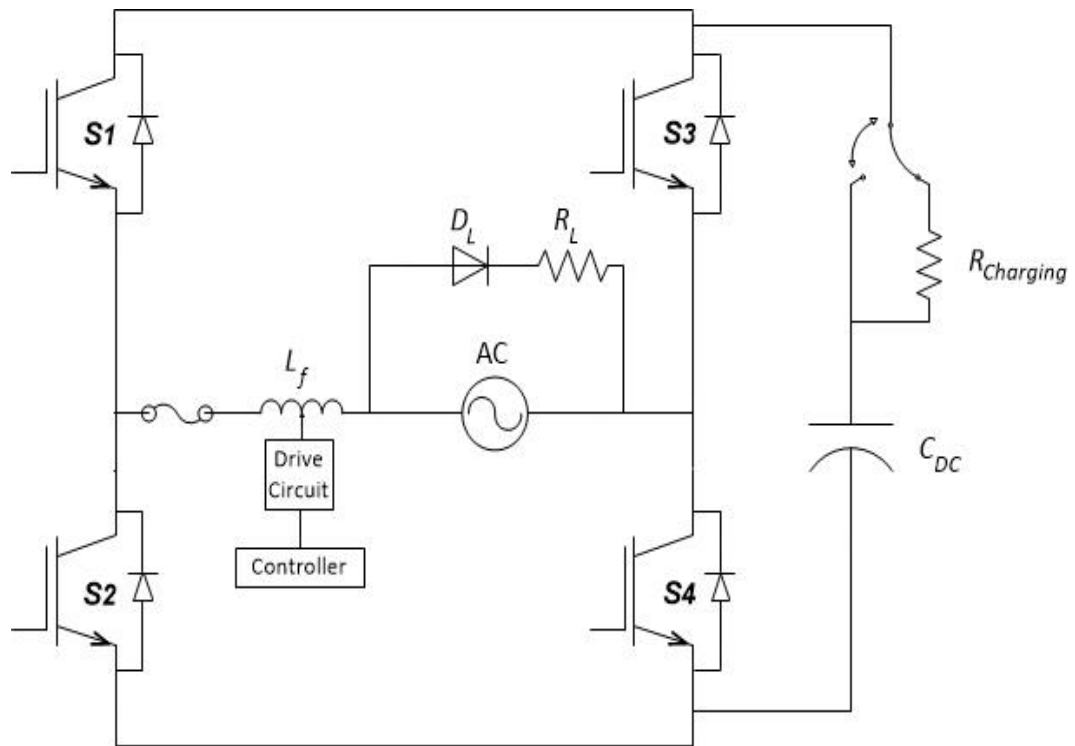 S1
S3
D_L
R_L
R_Charging
L_f
AC
Drive
Circuit
C_DC
Controller
S2
S4